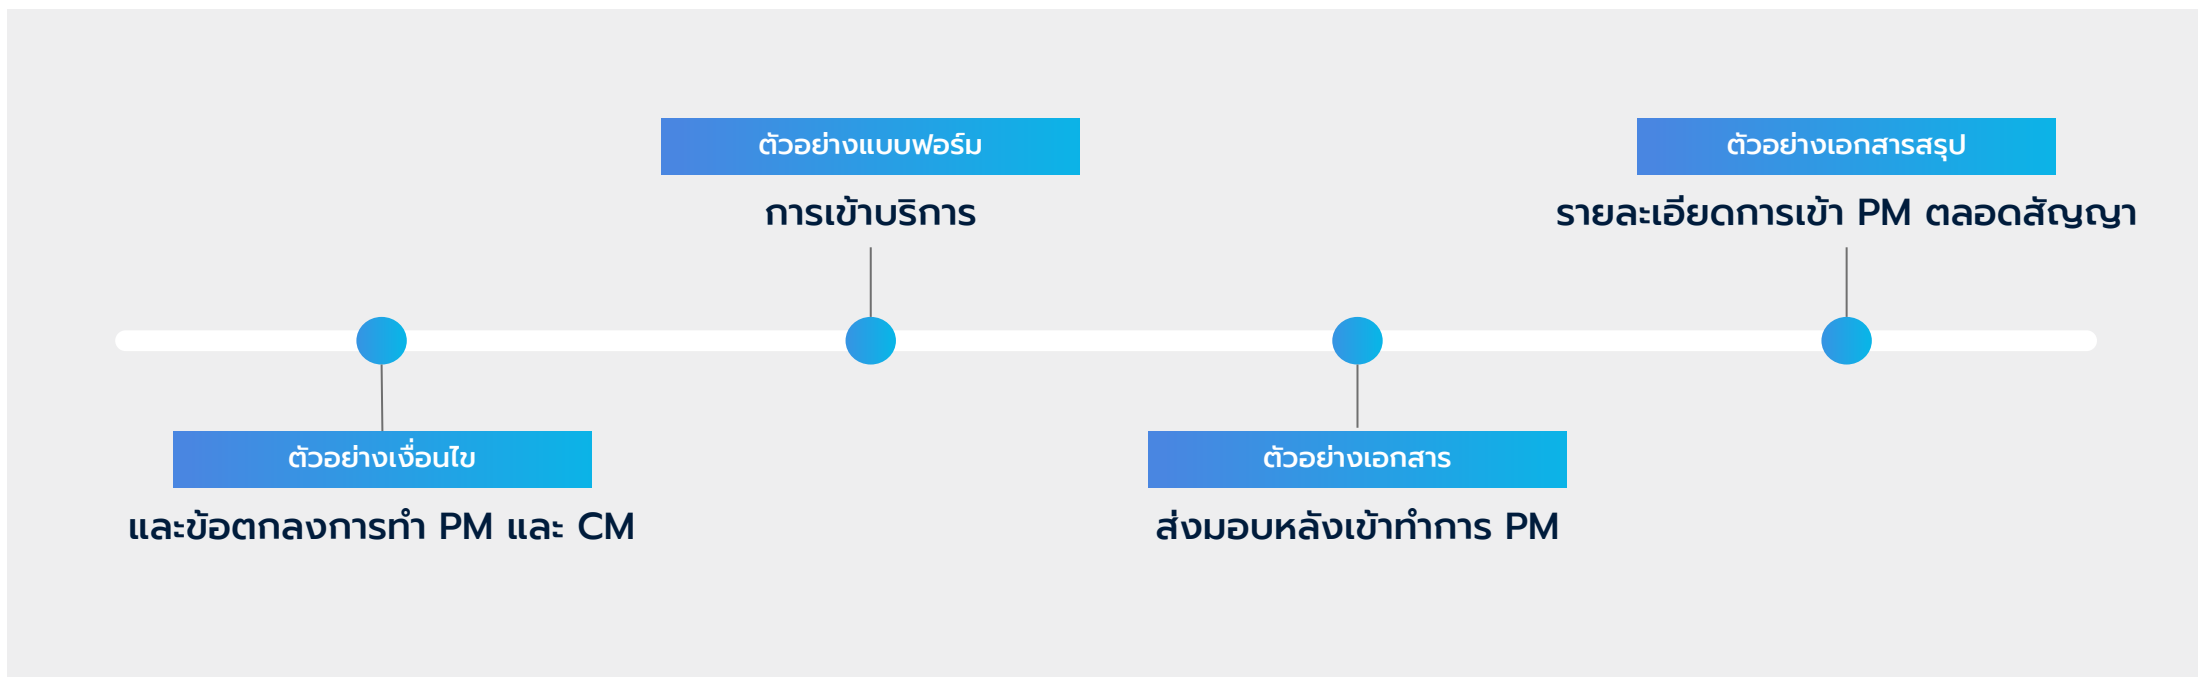 ตัวอย่างเงื่อนไข
และข้อตกลงการทำ PM และ CM
ตัวอย่างแบบฟอร์ม
การเข้าบริการ
ตัวอย่างเอกสาร
ส่งมอบหลังเข้าทำการ PM
ตัวอย่างเอกสารสรุป
รายละเอียดการเข้า PM ตลอดสัญญา